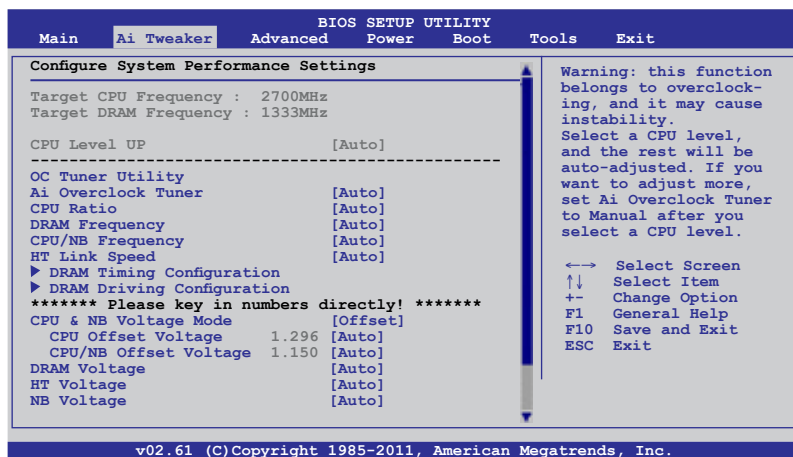 BIOS SETUP UTILITY
Main Ai Tweaker Advanced Power Boot Tools Exit
Configure System Performance Settings
Target CPU Frequency : 2700MHz
Target DRAM Frequency : 1333MHz
CPU Level UP [Auto]
--------------------------------------------------
OC Tuner Utility
Ai Overclock Tuner [Auto]
CPU Ratio [Auto]
DRAM Frequency [Auto]
CPU/NB Frequency [Auto]
HT Link Speed [Auto]
DRAM Timing Configuration
DRAM Driving Configuration
******* Please key in numbers directly! *******
CPU & NB Voltage Mode [Offset]
CPU Offset Voltage 1.296 [Auto]
CPU/NB Offset Voltage 1.150 [Auto]
DRAM Voltage [Auto]
HT Voltage [Auto]
NB Voltage [Auto]
Warning: this function
belongs to overclock-
ing, and it may cause
instability.
Select a CPU level,
and the rest will be
auto-adjusted. If you
want to adjust more,
set Ai Overclock Tuner
to Manual after you
select a CPU level.
←→ Select Screen
↑↓ Select Item
+- Change Option
F1 General Help
F10 Save and Exit
ESC Exit
v02.61 (C)Copyright 1985-2011, American Megatrends, Inc.